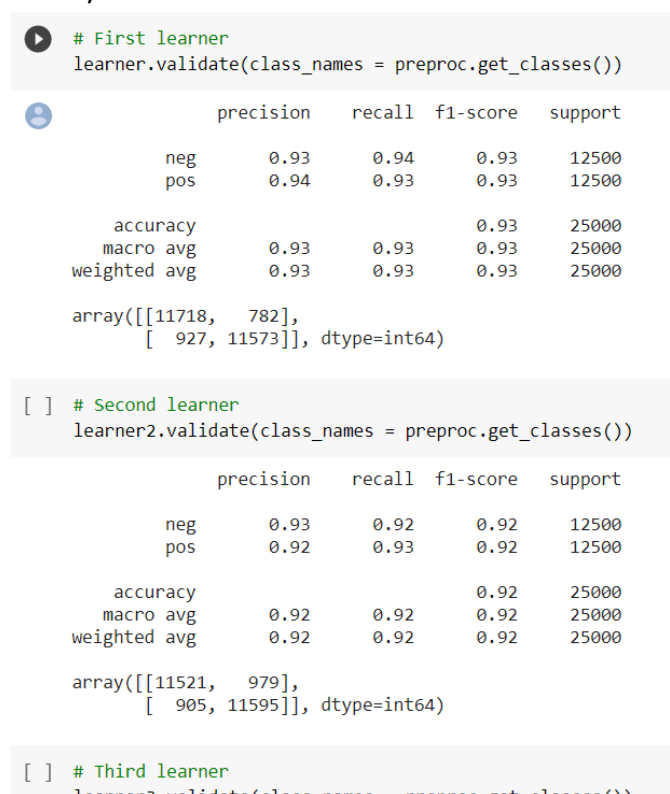 # First learner
learner.validate(class_names = preproc.get_classes())
precision recall f1-score support
neg 0.93 0.94 0.93 12500
pos 0.94 0.93 0.93 12500
accuracy 0.93 25000
macro avg 0.93 0.93 0.93 25000
weighted avg 0.93 0.93 0.93 25000
array([[11718, 782],
[ 927, 11573]], dtype=int64)
[ ] # Second learner
learner2.validate(class_names = preproc.get_classes())
precision recall f1-score support
neg 0.93 0.92 0.92 12500
pos 0.92 0.93 0.92 12500
accuracy 0.92 25000
macro avg 0.92 0.92 0.92 25000
weighted avg 0.92 0.92 0.92 25000
array([[11521, 979],
[ 905, 11595]], dtype=int64)
[ ] # Third learner